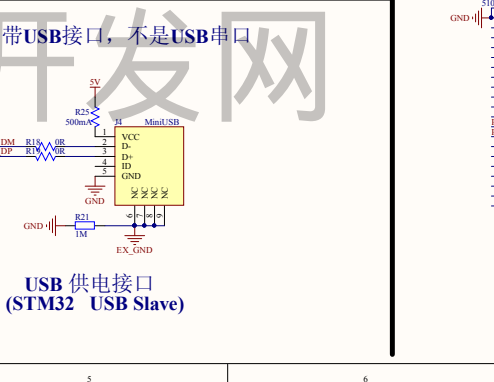 510
GND
开发网
带USB接口，不是USB串口
5V
R25
500mA
J4
MiniUSB
1
VCC
DM
R18
0R
2
D-
DP
R19
0R
3
D+
4
ID
5
GND
GND
NC
NC
NC
NC
6
7
8
9
GND
R21
1M
EX_GND
USB 供电接口
(STM32 USB Slave)
5
6